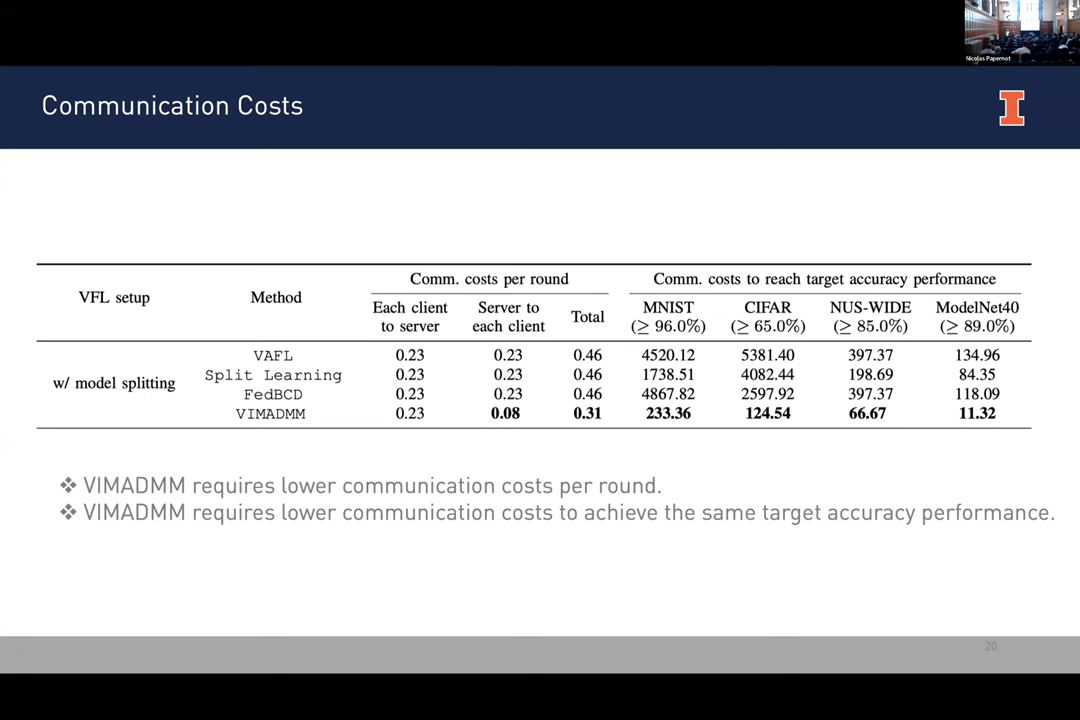 Nicolas Papernot
Communication Costs
I
VFL setup Method Comm. costs per round Comm. costs to reach target accuracy performance
Each client to server Server to each client Total MNIST (≥ 96.0%) CIFAR (≥ 65.0%) NUS-WIDE (≥ 85.0%) ModelNet40 (≥ 89.0%)
w/ model splitting
VAFL 0.23 0.23 0.46 4520.12 5381.40 397.37 134.96
Split Learning 0.23 0.23 0.46 1738.51 4082.44 198.69 84.35
FedBCD 0.23 0.23 0.46 4867.82 2597.92 397.37 118.09
VIMADMM 0.23 0.08 0.31 233.36 124.54 66.67 11.32
❖ VIMADMM requires lower communication costs per round.
❖ VIMADMM requires lower communication costs to achieve the same target accuracy performance.
20